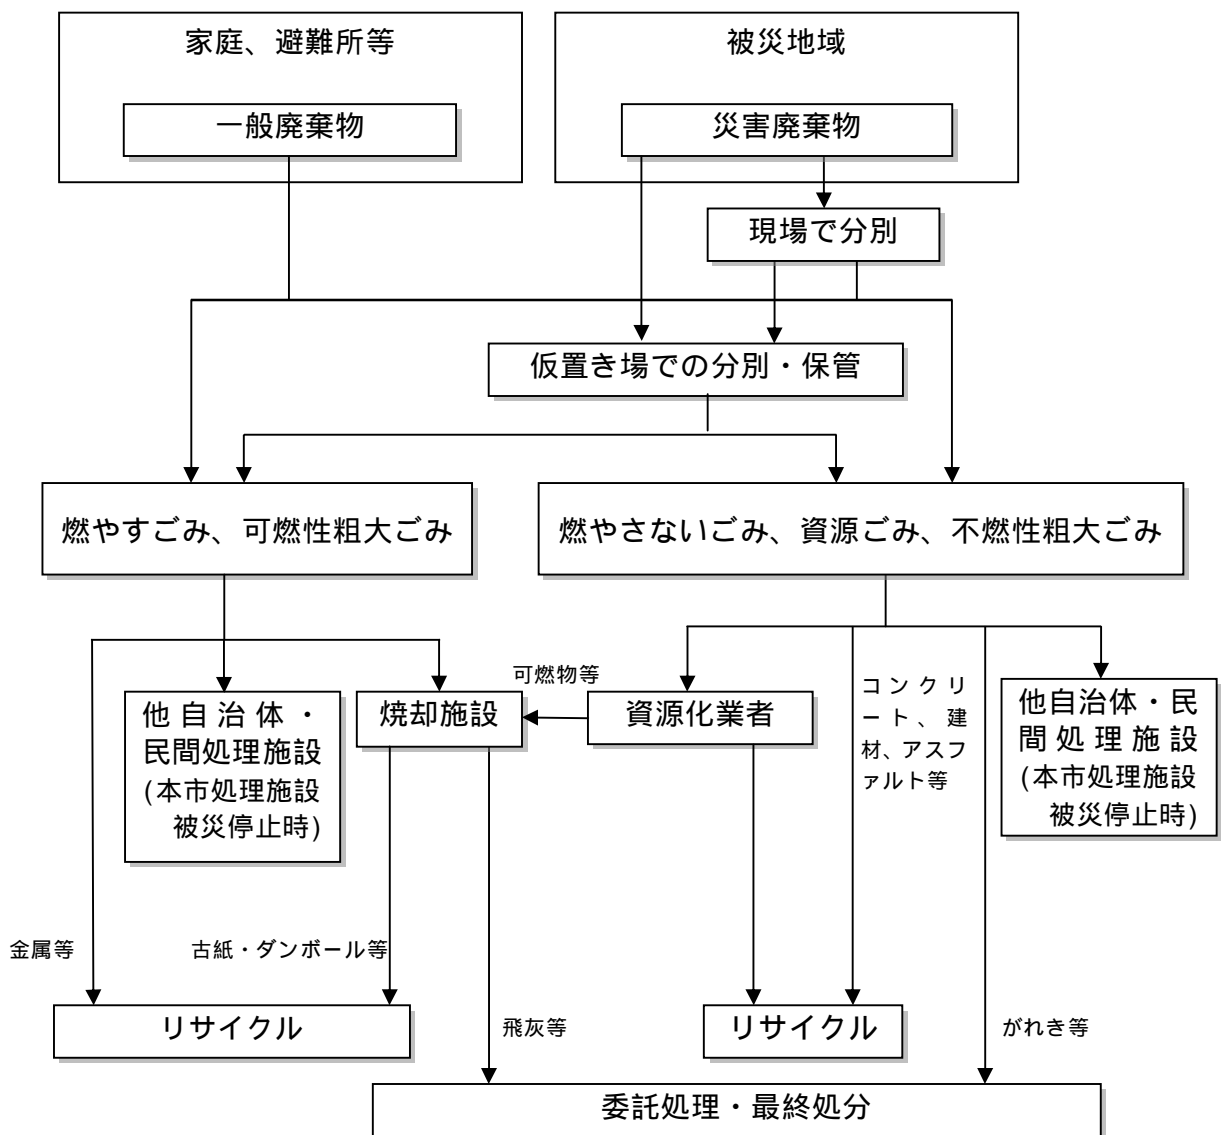 家庭、避難所等
被災地域
一般廃棄物
災害廃棄物
現場で分別
仮置き場での分別・保管
燃やすごみ、可燃性粗大ごみ
燃やさないごみ、資源ごみ、不燃性粗大ごみ
他自治体・
民間処理施設
(本市処理施設
被災停止時)
焼却施設
可燃物等
資源化業者
コンクリ
ート、建
材、アスフ
ァルト等
他自治体・民
間処理施設
(本市処理施設
被災停止時)
金属等
古紙・ダンボール等
リサイクル
飛灰等
リサイクル
がれき等
委託処理・最終処分